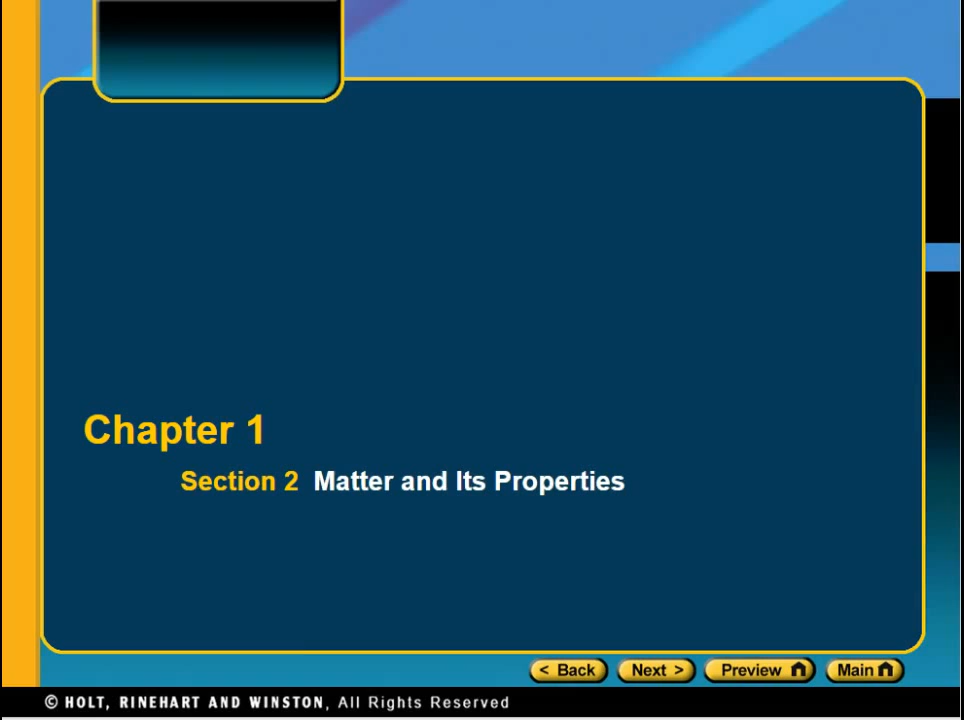 Chapter 1
Section 2 Matter and Its Properties
< Back Next > Preview Main
© HOLT, RINEHART AND WINSTON, All Rights Reserved